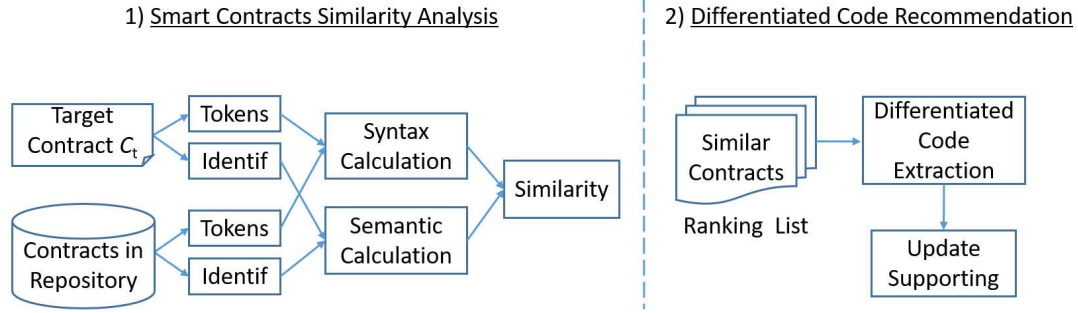 1) Smart Contracts Similarity Analysis
Target
Contract Ct
Tokens
Identif
Contracts in
Repository
Tokens
Identif
Syntax
Calculation
Semantic
Calculation
Similarity
2) Differentiated Code Recommendation
Similar
Contracts
Ranking List
Differentiated
Code
Extraction
Update
Supporting